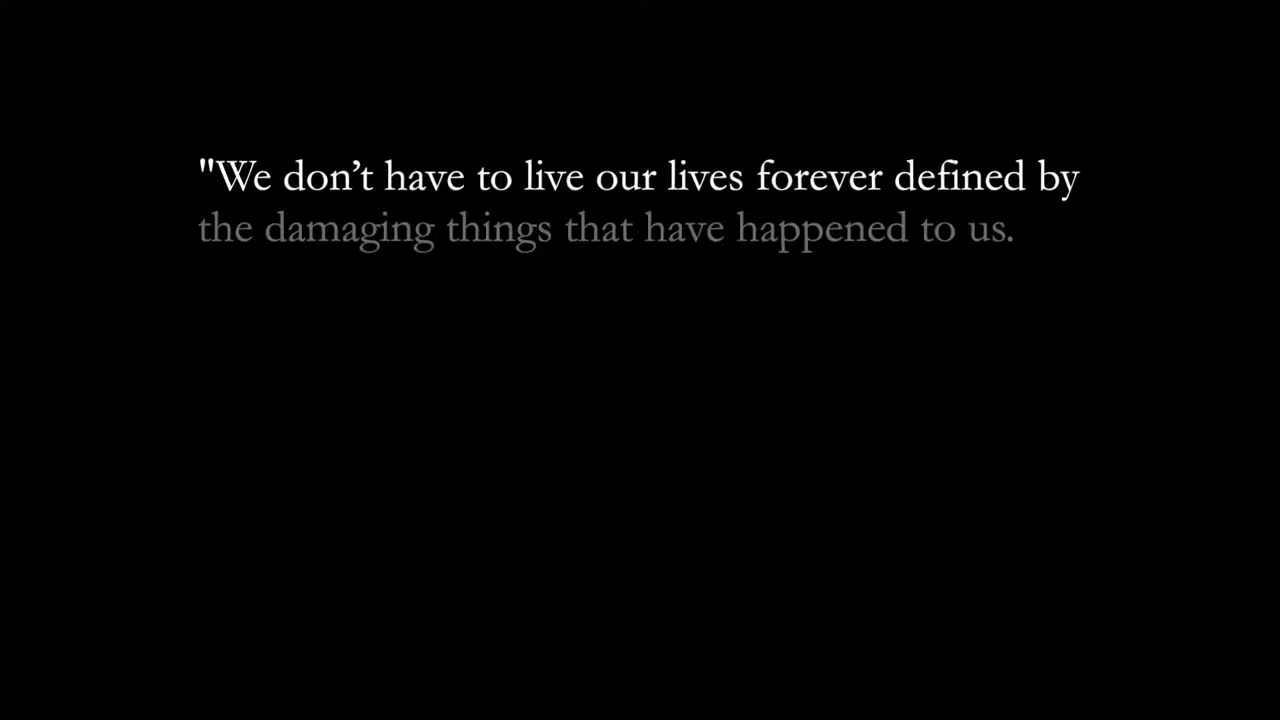 "We don’t have to live our lives forever defined by
the damaging things that have happened to us.